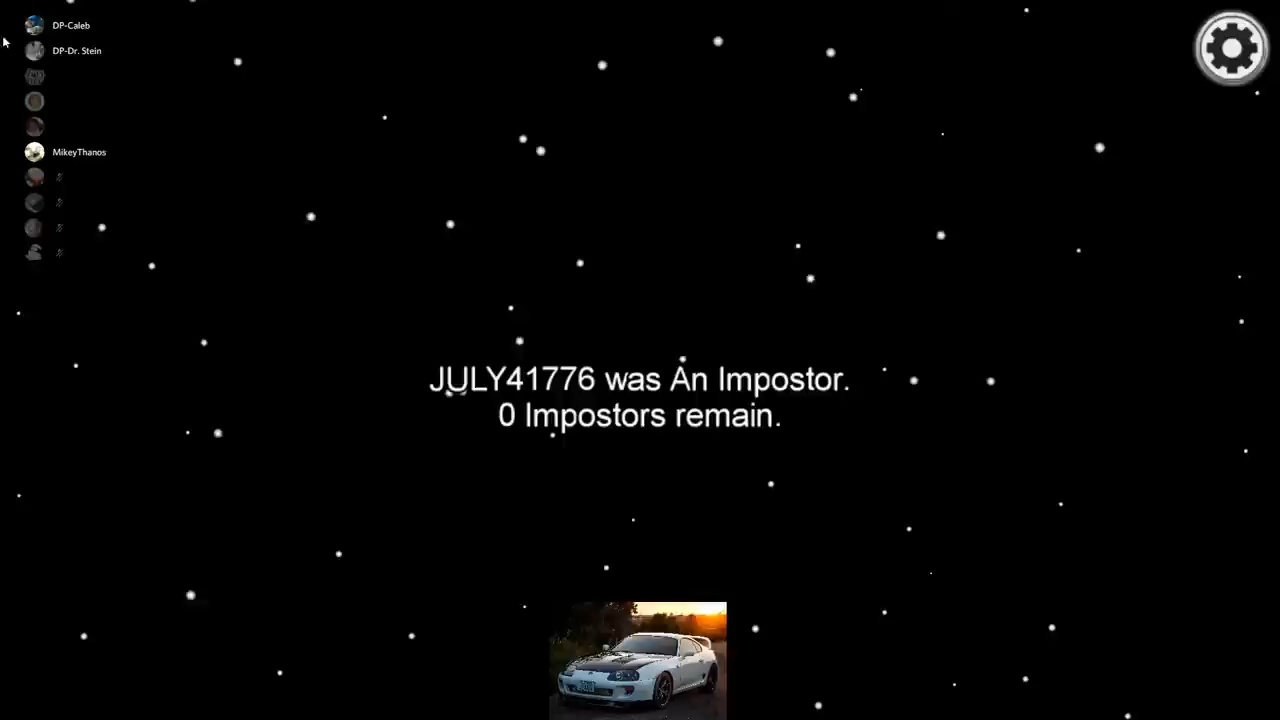 DP-Caleb
DP-Dr. Stein
MikeyThanos
JULY41776 was An Impostor.
0 Impostors remain.